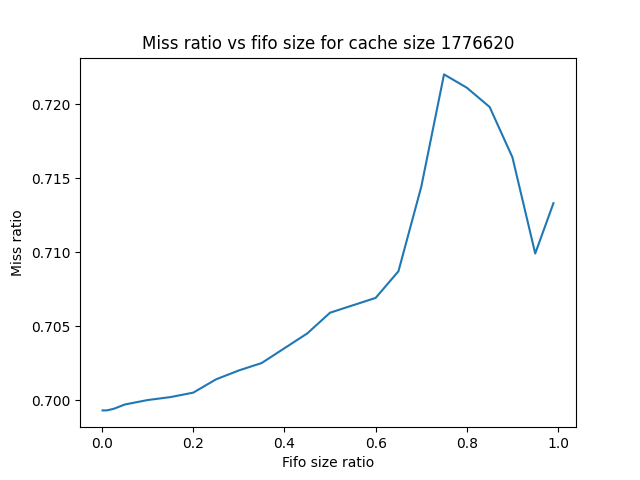 Miss ratio vs fifo size for cache size 1776620
0.720
0.715
0.710
0.705
0.700
Miss ratio
0.0 0.2 0.4 0.6 0.8 1.0
Fifo size ratio